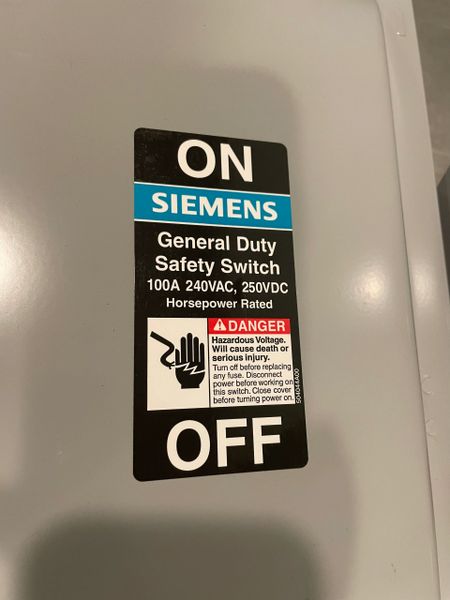 ON
SIEMENS
General Duty
Safety Switch
100A 240VAC, 250VDC
Horsepower Rated
DANGER
Hazardous Voltage.
Will cause death or
serious injury.
Turn off before replacing
any fuse. Disconnect
power before working on
this switch. Close cover
before turning power on.
504044A00
OFF